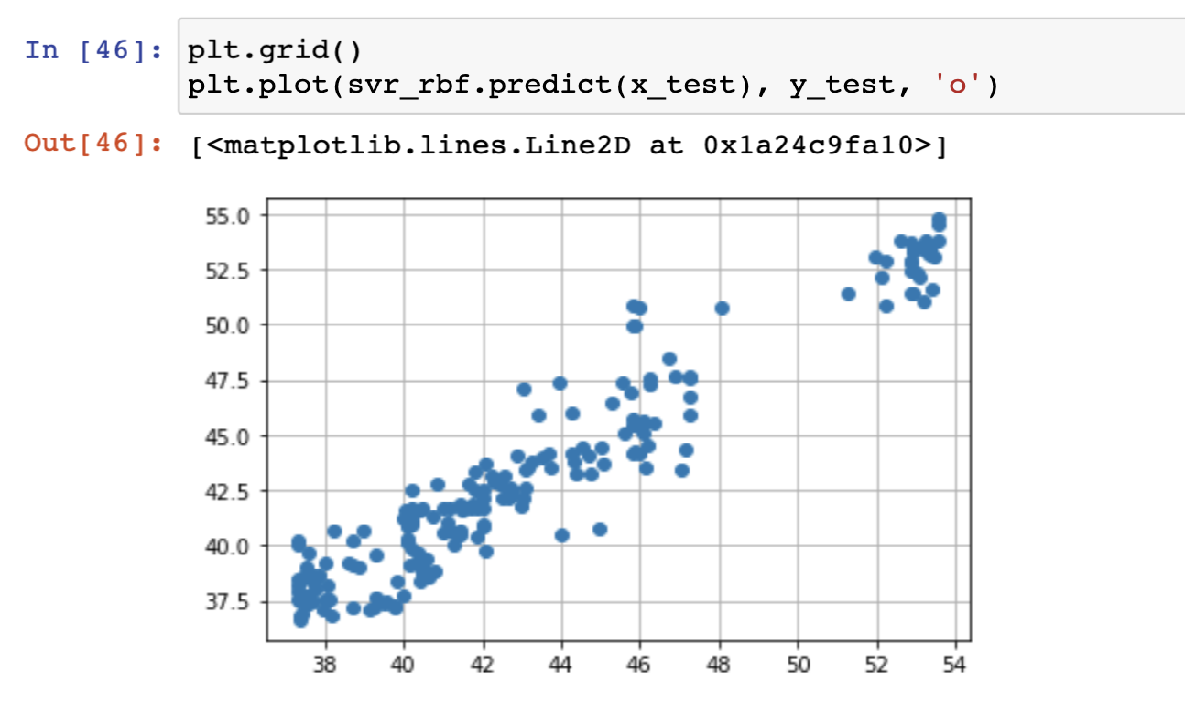 In [46]: plt.grid()
plt.plot(svr_rbf.predict(x_test), y_test, 'o')
Out[46]: [<matplotlib.lines.Line2D at 0x1a24c9fa10>]
55.0
52.5
50.0
47.5
45.0
42.5
40.0
37.5
38 40 42 44 46 48 50 52 54